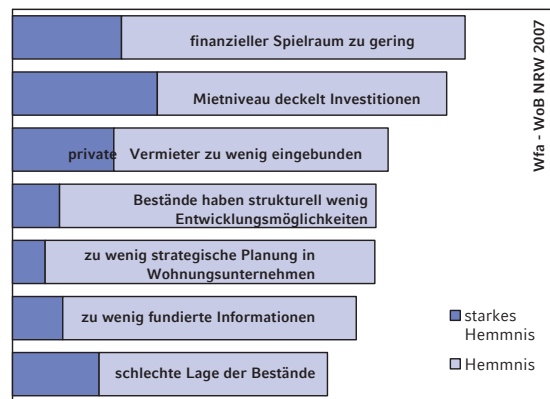 finanzieller Spielraum zu gering
Mietniveau deckelt Investitionen
private Vermieter zu wenig eingebunden
Bestände haben strukturell wenig
Entwicklungsmöglichkeiten
zu wenig strategische Planung in
Wohnungsunternehmen
zu wenig fundierte Informationen
schlechte Lage der Bestände
starkes
Hemmnis
Hemmnis
Wfa - WoB NRW 2007